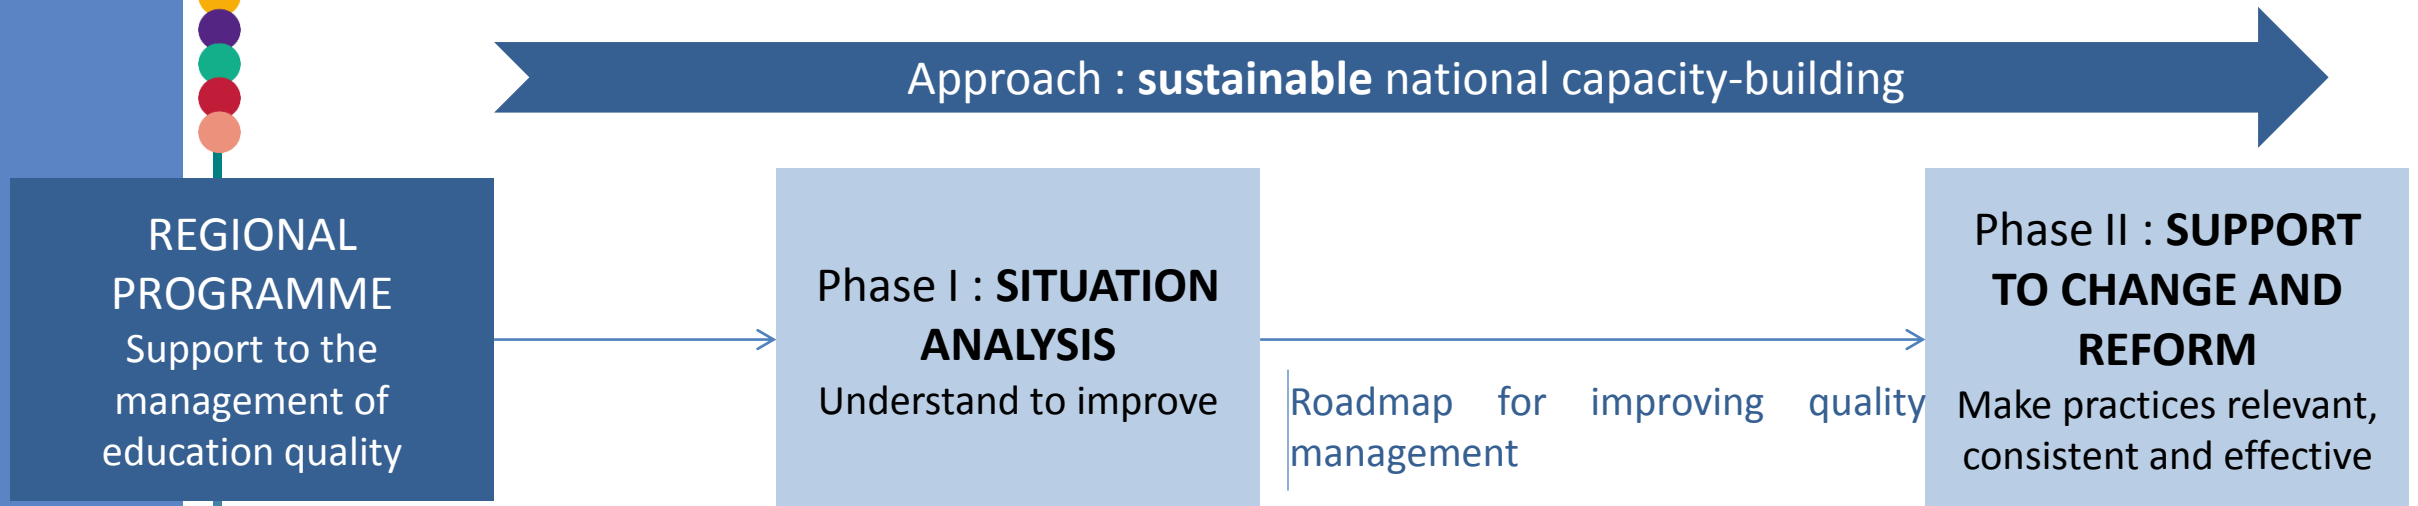 Approach : sustainable national capacity-building
REGIONAL
PROGRAMME
Support to the
management of
education quality
Phase I : SITUATION
ANALYSIS
Understand to improve
Roadmap for improving quality
management
Phase II : SUPPORT
TO CHANGE AND
REFORM
Make practices relevant,
consistent and effective